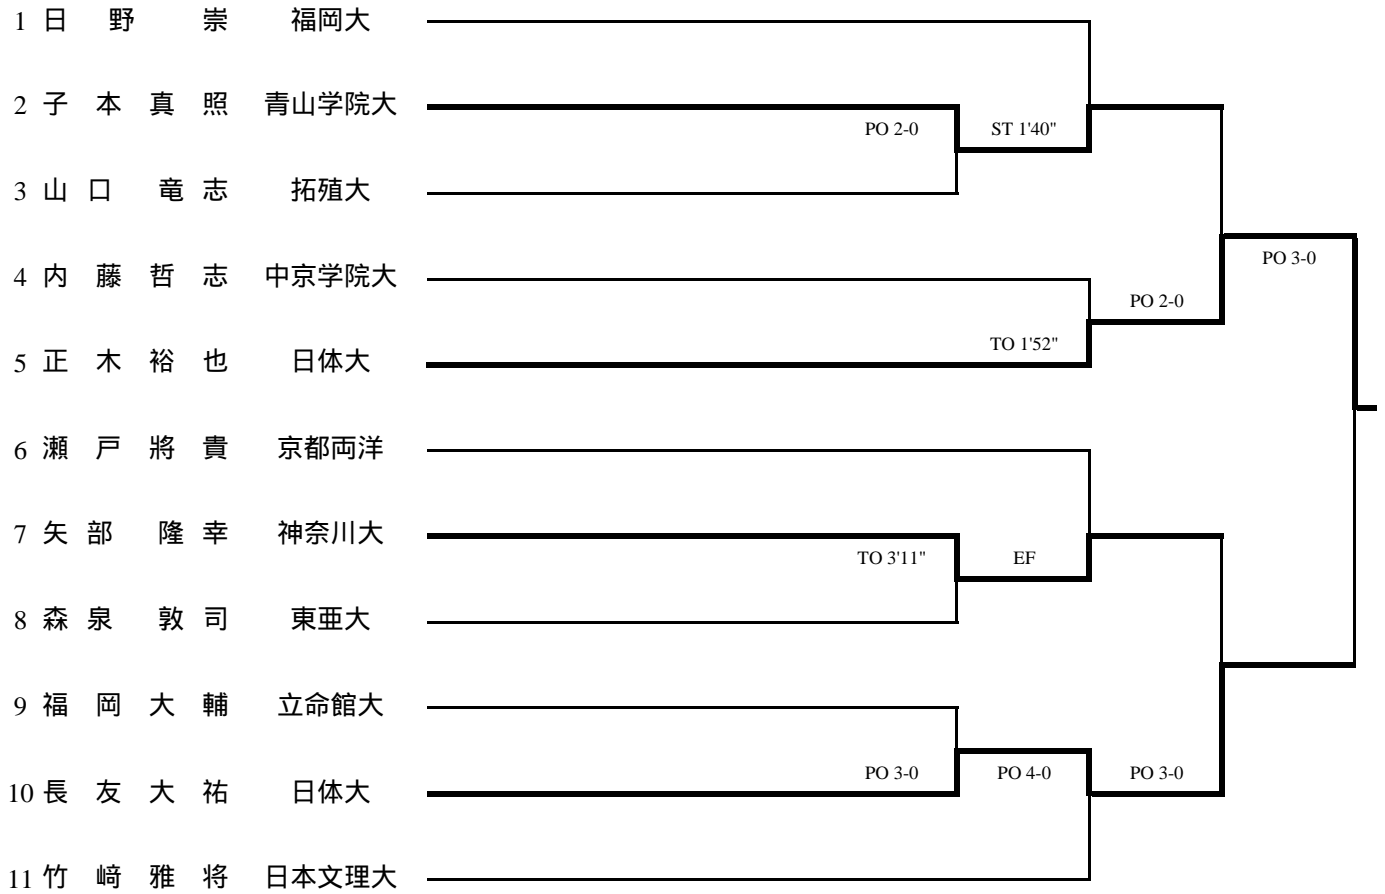 1 日野 崇 福岡大
2 子本真照 青山学院大
PO 2-0 ST 1'40"
3 山口 竜志 拓殖大
PO 3-0
4 内藤哲志 中京学院大
PO 2-0
TO 1'52"
5 正木裕也 日体大
6 瀬戸將貴 京都両洋
7 矢部 隆幸 神奈川大
TO 3'11" EF
8 森泉 敦司 東亜大
9 福岡大輔 立命館大
PO 3-0 PO 4-0 PO 3-0
10 長友大祐 日体大
11 竹﨑雅将 日本文理大